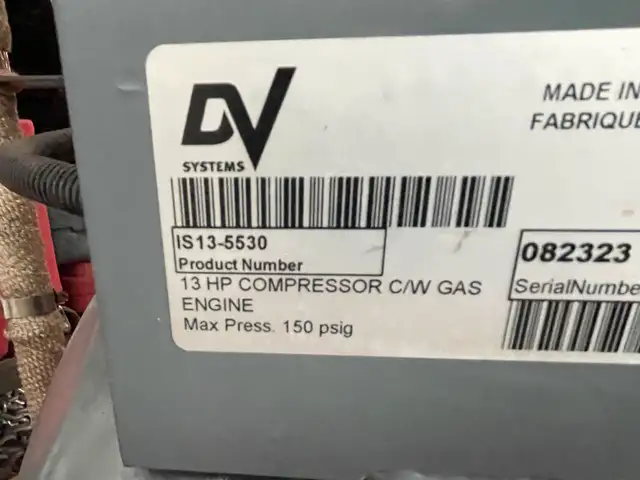 DV
SYSTEMS
MADE IN
FABRIQUE
IS13-5530
Product Number
13 HP COMPRESSOR C/W GAS
ENGINE
Max Press. 150 psig
082323
SerialNumbe